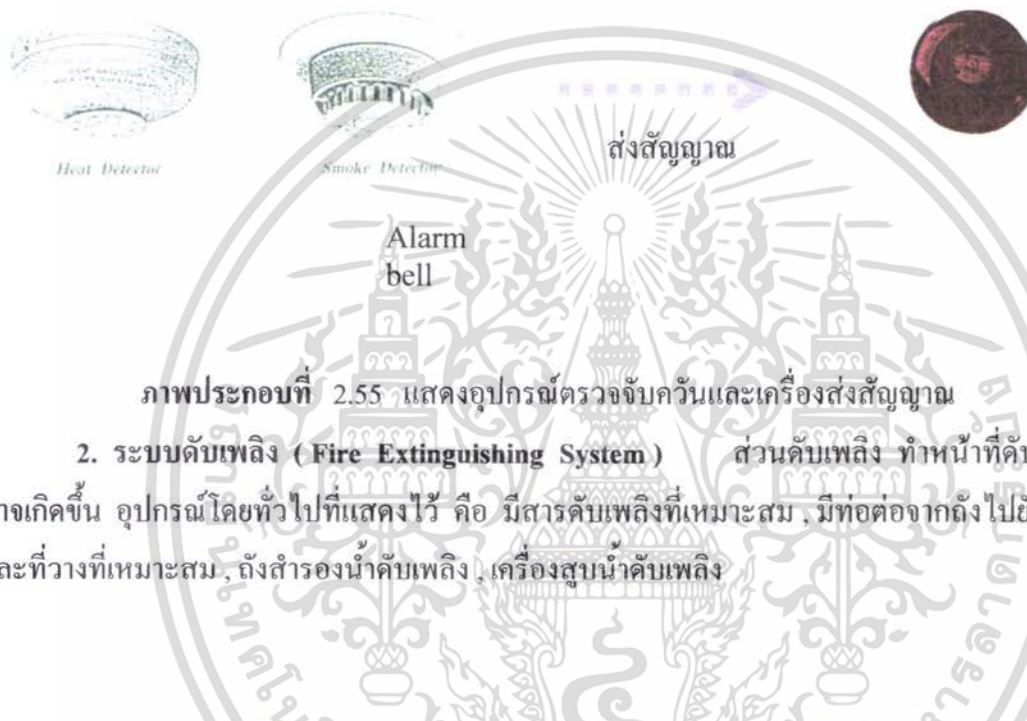 ส่งสัญญาณ
Heat Detector
Smoke Detector
Alarm
bell
ภาพประกอบที่ 2.55 แสดงอุปกรณ์ตรวจจับควันและเครื่องส่งสัญญาณ
2. ระบบดับเพลิง ( Fire Extinguishing System ) ส่วนดับเพลิง ทำหน้าที่ดับ
าจเกิดขึ้น อุปกรณ์โดยทั่วไปที่แสดงไว้ คือ มีสารดับเพลิงที่เหมาะสม , มีท่อต่อจากถังไปยั
ละที่วางที่เหมาะสม , ถังสำรองน้ำดับเพลิง , เครื่องสูบน้ำดับเพลิง